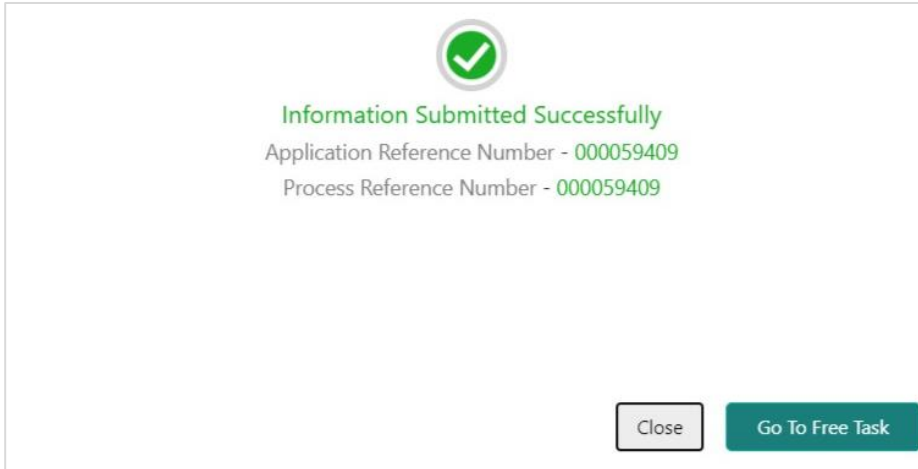 Information Submitted Successfully
Application Reference Number - 000059409
Process Reference Number - 000059409
Close
Go To Free Task